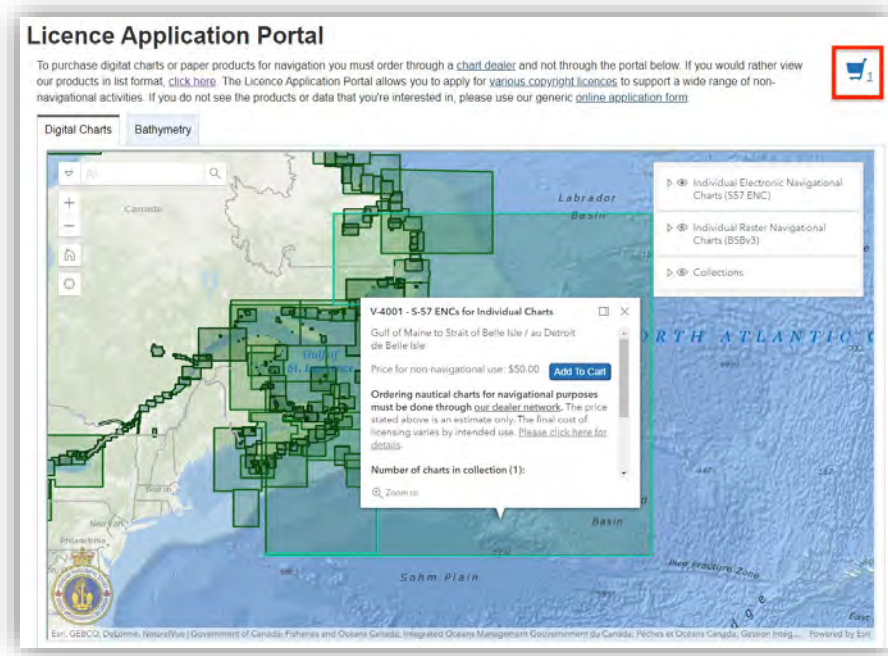 Licence Application Portal
To purchase digital charts or paper products for navigation you must order through a chart dealer and not through the portal below. If you would rather view
our products in list format, click here. The Licence Application Portal allows you to apply for various copyright licences to support a wide range of non-
navigational activities. If you do not see the products or data that you're interested in, please use our generic online application form.
1
Digital Charts
Bathymetry
All
Canada
Labrador
Basin
Individual Electronic Navigational
Charts (S57 ENC)
Individual Raster Navigational
Charts (BSBv3)
Collections
V-4001 - S-57 ENCs for Individual Charts
Gulf of Maine to Strait of Belle Isle / au Detroit
de Belle Isle
Price for non-navigational use: $50.00
Add To Cart
Ordering nautical charts for navigational purposes
must be done through our dealer network. The price
stated above is an estimate only. The final cost of
licensing varies by intended use. Please click here for
details.
Number of charts in collection (1):
Zoom to
RTH ATLANTIC
Gulf of
St. Lawrence
Boston
New York
Philadelphia
Basin
Sohm Plain
Fracture Zone
East
Esri, GEBCO, DeLorme, NaturalVue | Government of Canada; Fisheries and Oceans Canada; Integrated Oceans Management Gouvernement du Canada; Pêches et Océans Canada; Gestion Intég... Powered by Esri